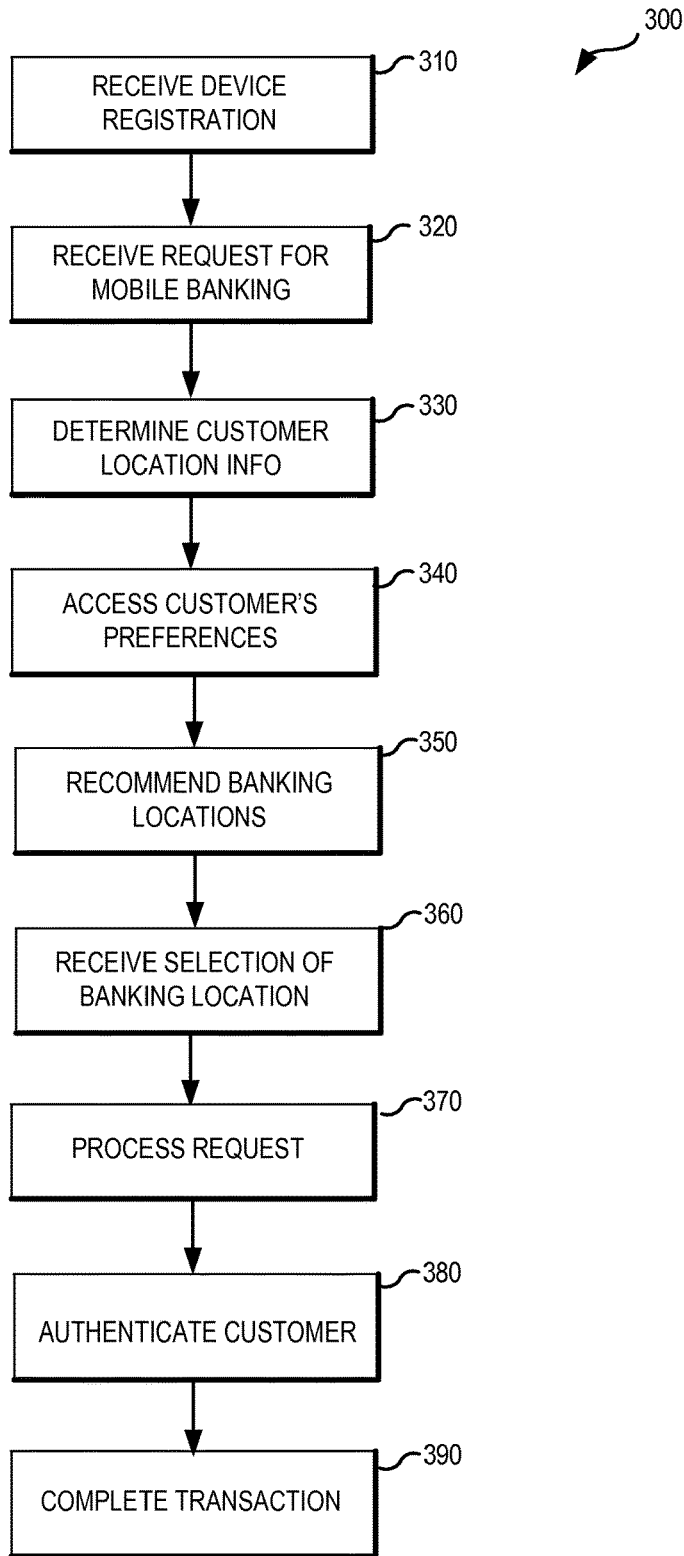 300
310
RECEIVE DEVICE
REGISTRATION
320
RECEIVE REQUEST FOR
MOBILE BANKING
330
DETERMINE CUSTOMER
LOCATION INFO
340
ACCESS CUSTOMER’S
PREFERENCES
350
RECOMMEND BANKING
LOCATIONS
360
RECEIVE SELECTION OF
BANKING LOCATION
370
PROCESS REQUEST
380
AUTHENTICATE CUSTOMER
390
COMPLETE TRANSACTION